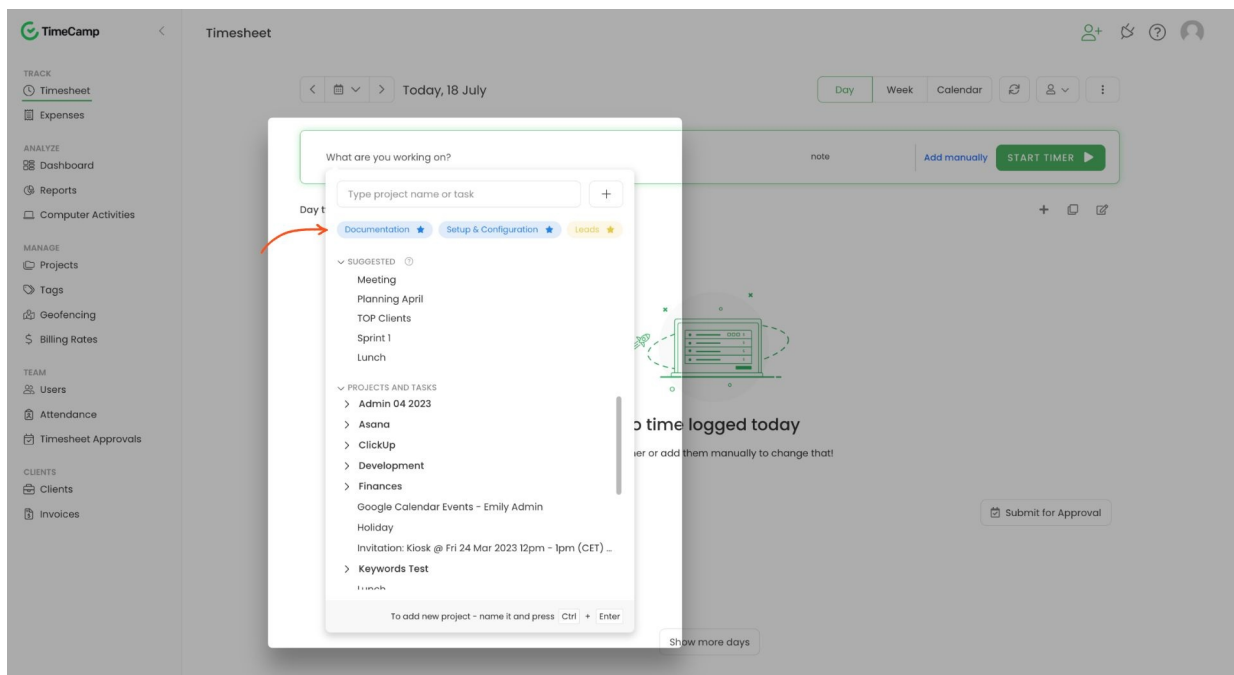 TimeCamp
Timesheet
TRACK
Timesheet
Expenses
ANALYZE
Dashboard
Reports
Computer Activities
MANAGE
Projects
Tags
Geofencing
Billing Rates
TEAM
Users
Attendance
Timesheet Approvals
CLIENTS
Clients
Invoices
Today, 18 July
Day Week Calendar
What are you working on? note Add manually START TIMER
Day t
Type project name or task +
Documentation Setup & Configuration Leads
SUGGESTED
Meeting
Planning April
TOP Clients
Sprint 1
Lunch
PROJECTS AND TASKS
Admin 04 2023
Asana
ClickUp
Development
Finances
Google Calendar Events - Emily Admin
Holiday
Invitation: Kiosk @ Fri 24 Mar 2023 12pm - 1pm (CET) ...
Keywords Test
Lunch
To add new project - name it and press Ctrl + Enter
o time logged today
er or add them manually to change that!
Submit for Approval
Show more days